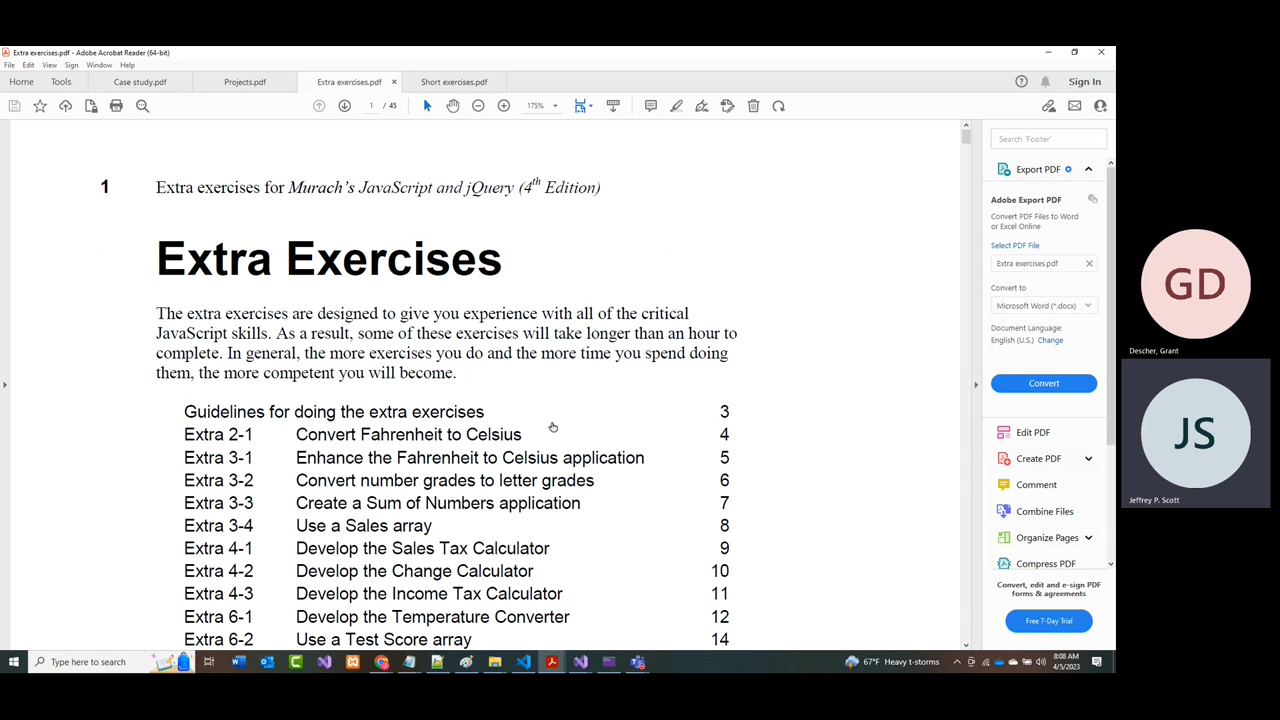 Extra exercises.pdf - Adobe Acrobat Reader (64-bit)
File Edit View Sign Window Help
Home Tools Case study.pdf Projects.pdf Extra exercises.pdf × Short exercises.pdf Sign In
1 / 45 175%
1 Extra exercises for Murach's JavaScript and jQuery (4th Edition)
Extra Exercises
The extra exercises are designed to give you experience with all of the critical
JavaScript skills. As a result, some of these exercises will take longer than an hour to
complete. In general, the more exercises you do and the more time you spend doing
them, the more competent you will become.
Guidelines for doing the extra exercises 3
Extra 2-1 Convert Fahrenheit to Celsius 4
Extra 3-1 Enhance the Fahrenheit to Celsius application 5
Extra 3-2 Convert number grades to letter grades 6
Extra 3-3 Create a Sum of Numbers application 7
Extra 3-4 Use a Sales array 8
Extra 4-1 Develop the Sales Tax Calculator 9
Extra 4-2 Develop the Change Calculator 10
Extra 4-3 Develop the Income Tax Calculator 11
Extra 6-1 Develop the Temperature Converter 12
Extra 6-2 Use a Test Score array 14
Search 'Footer'
Export PDF
Adobe Export PDF
Convert PDF Files to Word
or Excel Online
Select PDF File
Extra exercises.pdf
Convert to
Microsoft Word (*.docx)
Document Language:
English (U.S.) Change
Convert
Edit PDF
Create PDF
Comment
Combine Files
Organize Pages
Compress PDF
Convert, edit and e-sign PDF
forms & agreements
Free 7-Day Trial
GD
Descher, Grant
JS
Jeffrey P. Scott
Type here to search
67°F Heavy t-storms
8:08 AM
4/5/2023